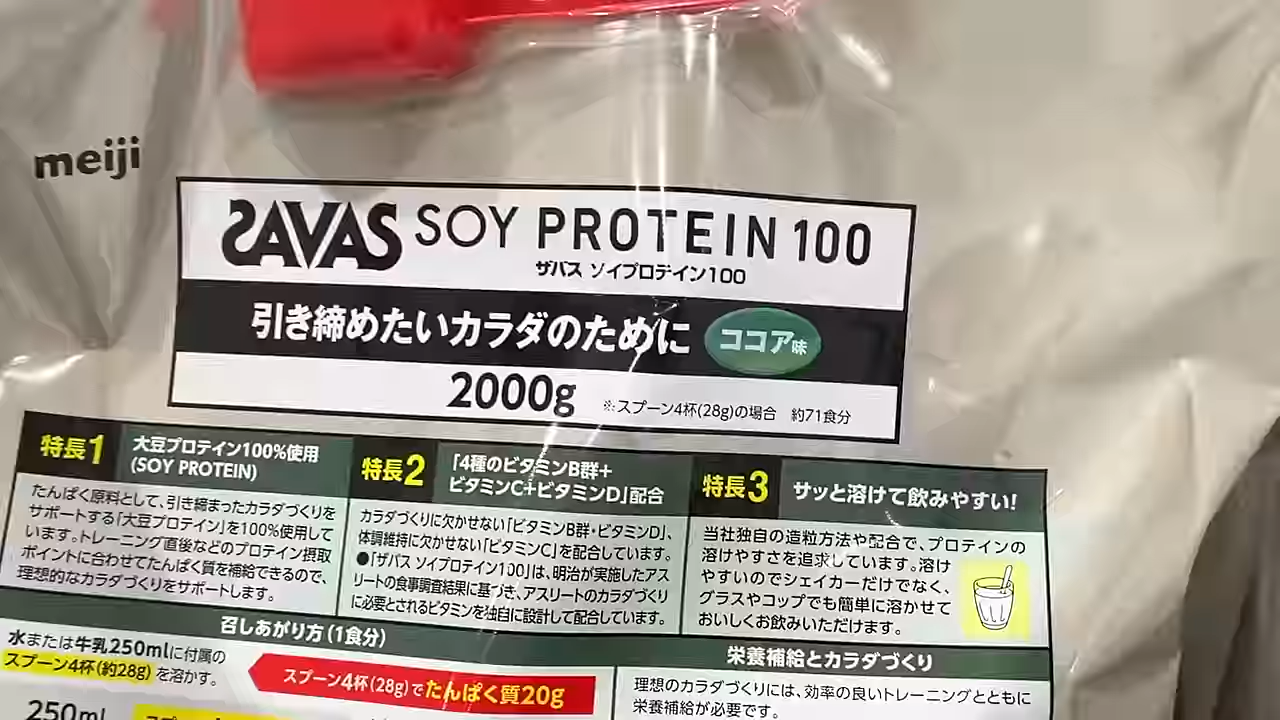 meiji
SAVAS SOY PROTEIN 100
ザバス ソイプロテイン100
引き締めたいカラダのために ココア味
2000g ※スプーン4杯(28g)の場合 約71食分
特長1 大豆プロテイン100%使用
(SOY PROTEIN)
たんぱく原料として、引き締まったカラダづくりを
サポートする「大豆プロテイン」を100%使用して
います。トレーニング直後などのプロテイン摂取
ポイントに合わせてたんぱく質を補給できるので、
理想的なカラダづくりをサポートします。
特長2 「4種のビタミンB群+
ビタミンC+ビタミンD」配合
カラダづくりに欠かせない「ビタミンB群・ビタミンD」、
体調維持に欠かせない「ビタミンC」を配合しています。
●「ザバス ソイプロテイン100」は、明治が実施したアス
リートの食事調査結果に基づき、アスリートのカラダづくり
に必要とされるビタミンを独自に設計して配合しています。
特長3 サッと溶けて飲みやすい!
当社独自の造粒方法や配合で、プロテインの
溶けやすさを追求しています。溶け
やすいのでシェイカーだけでなく、
グラスやコップでも簡単に溶かせて
おいしくお飲みいただけます。
召しあがり方(1食分)
水または牛乳250mlに付属の
スプーン4杯(約28g)を溶かす。
スプーン4杯(28g)でたんぱく質20g
250ml
栄養補給とカラダづくり
理想のカラダづくりには、効率の良いトレーニングとともに
栄養補給が必要です。